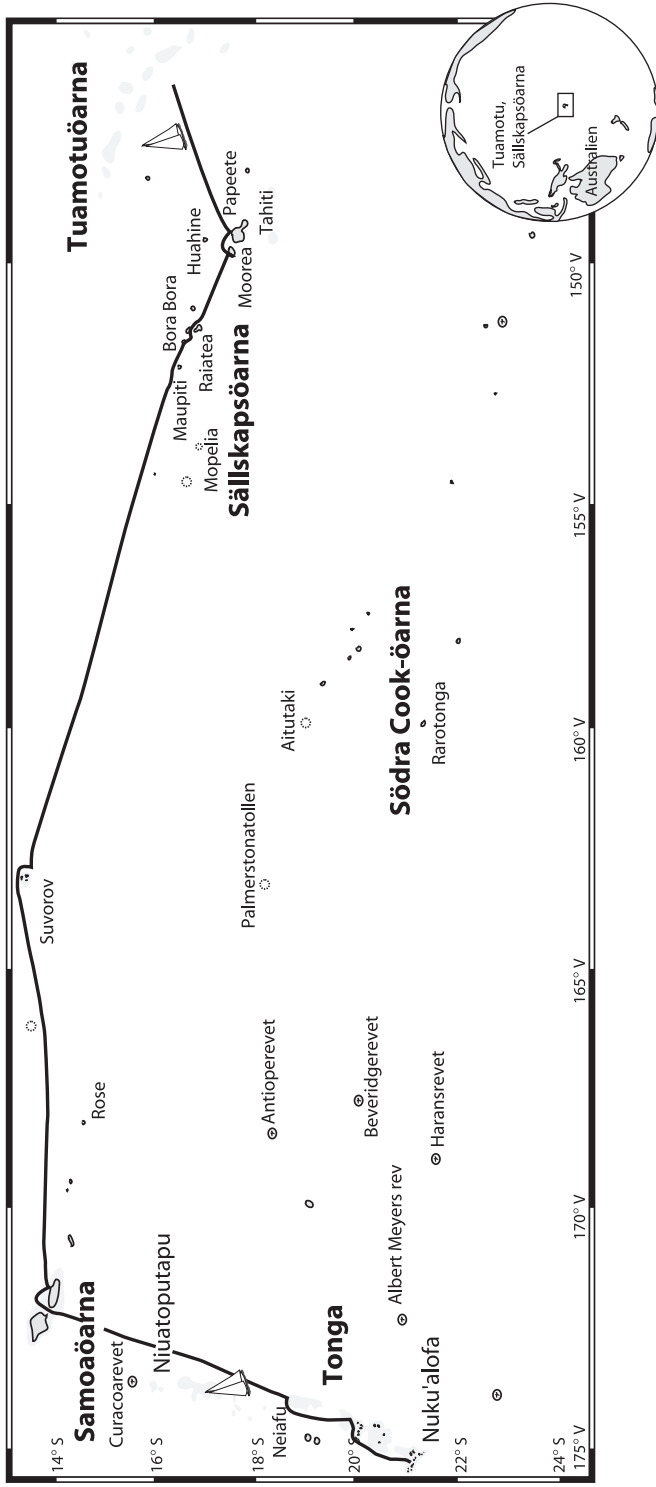 Tuamotuöarna
Papeete
Tahiti
Huahine
Moorea
Bora Bora
Raiatea
Maupiti
Mopelia
Sällskapsöarna
Tuamotu,
Sällskapsöarna
Australien
Suvorov
Aitutaki
Södra Cook-öarna
Rarotonga
Palmerstonatollen
Rose
Antioperevet
Beveridgerevet
Haransrevet
Albert Meyers rev
Samoaöarna
Curacoarevet
Niuatoputapu
Tonga
Neiafu
Nuku'alofa
14° S
16° S
18° S
20° S
22° S
24° S
175° V
170° V
165° V
160° V
155° V
150° V